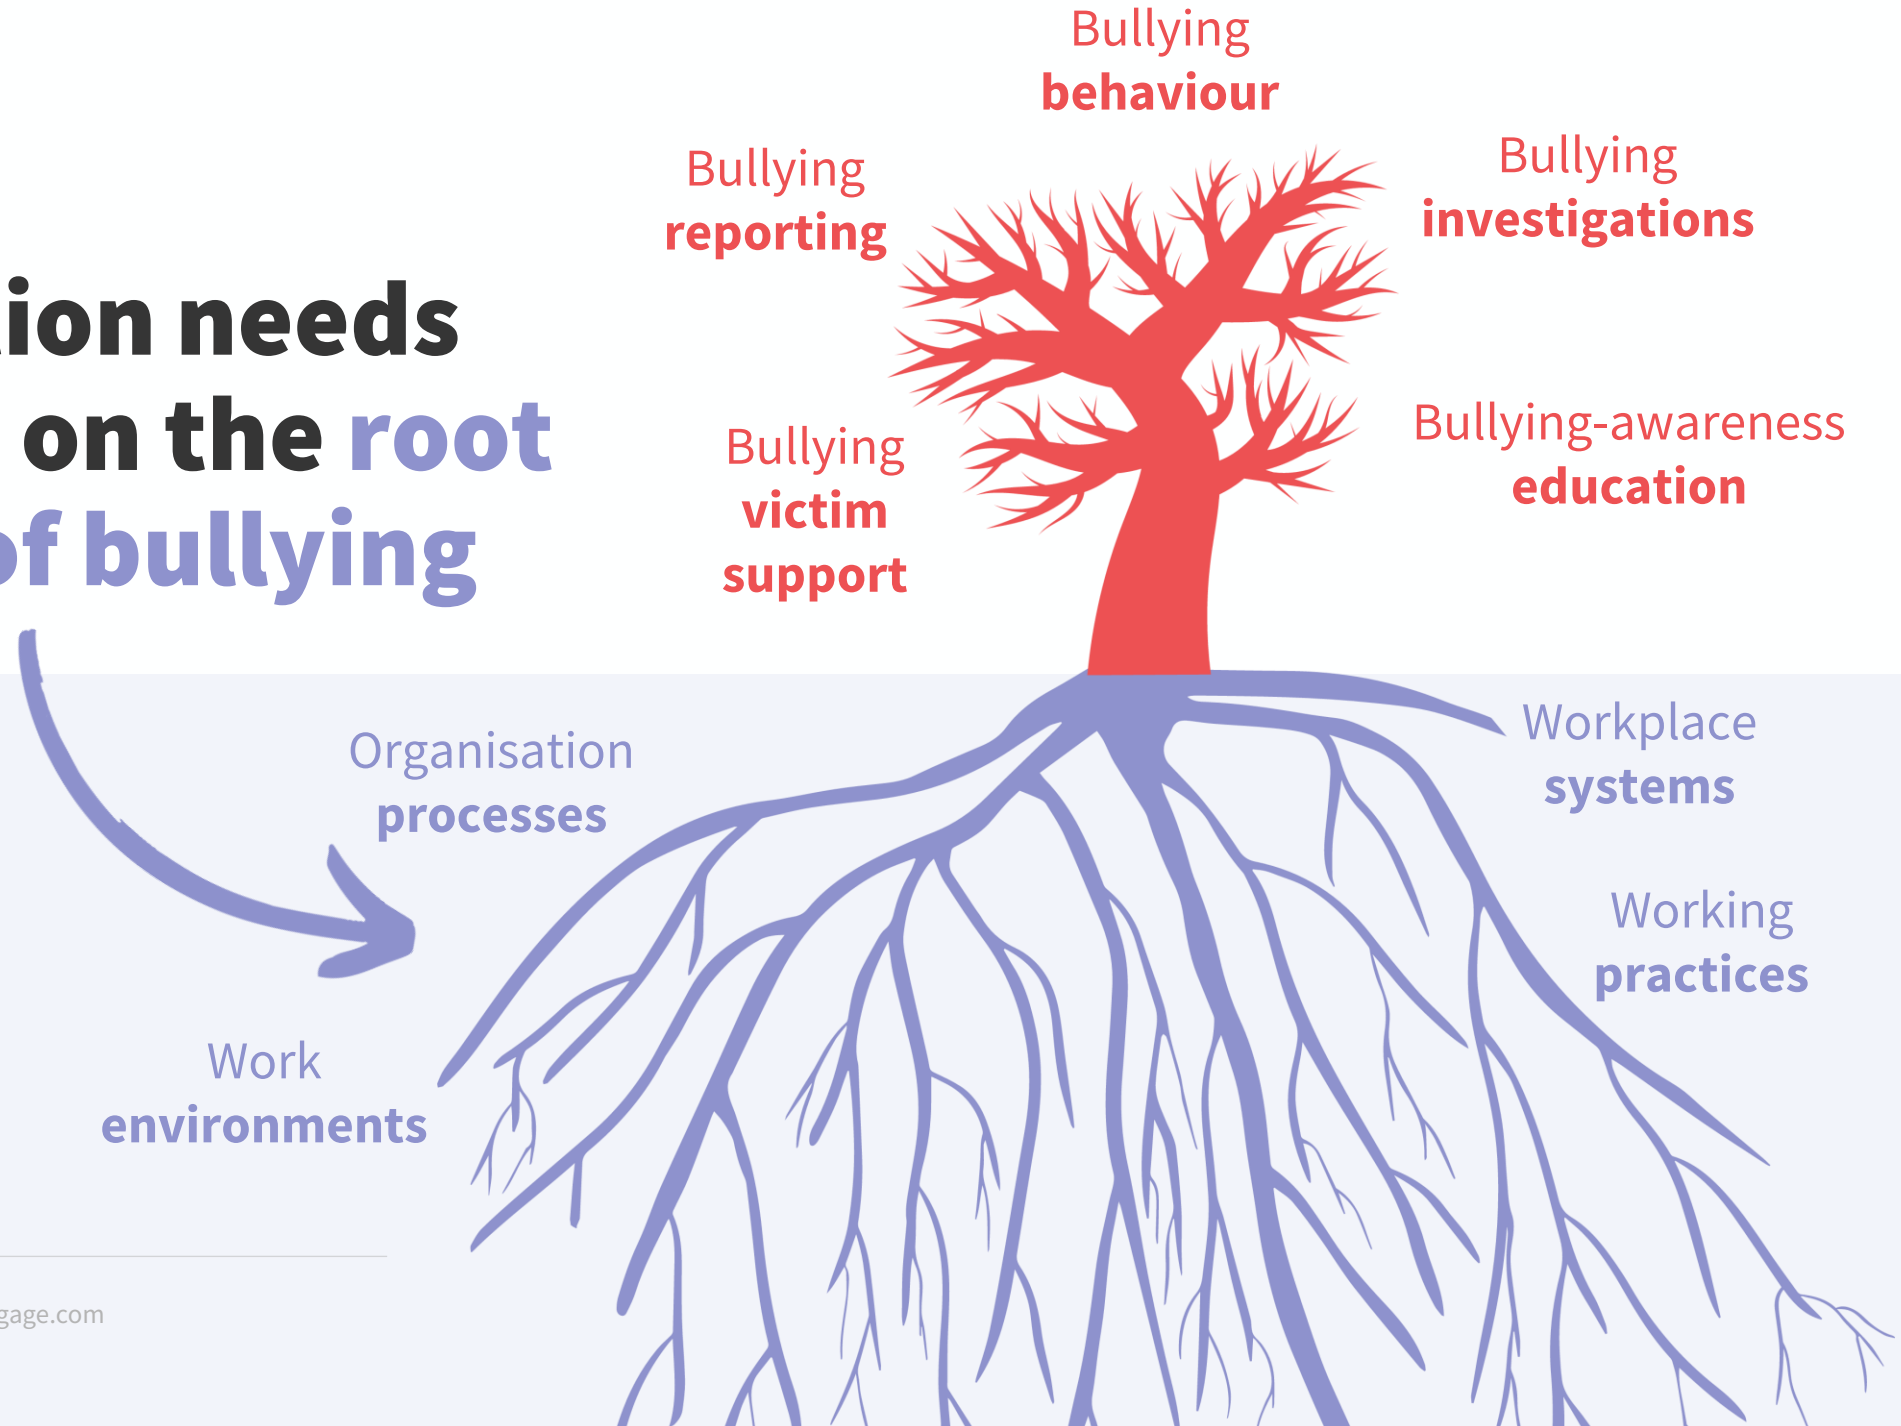 Bullying
behaviour
Bullying
reporting
Bullying
investigations
ion needs
on the root
of bullying
Bullying
victim
support
Bullying-awareness
education
Organisation
processes
Workplace
systems
Working
practices
Work
environments
gage.com